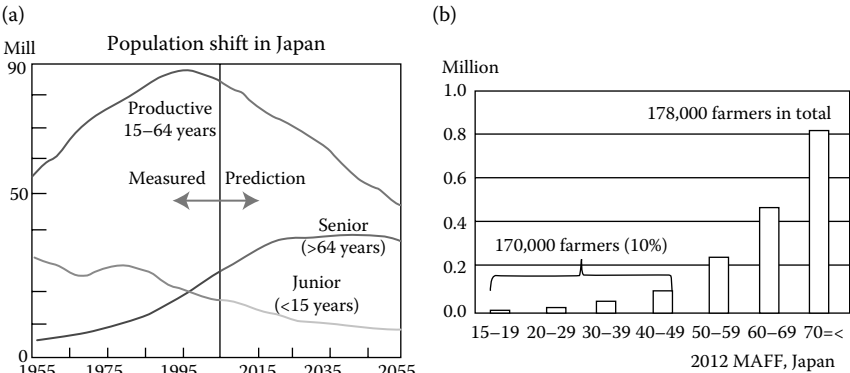 (a)
Population shift in Japan
Mill
90
Productive
15–64 years
Measured
Prediction
50
Senior
(>64 years)
Junior
(<15 years)
0
1955 1975 1995 2015 2035 2055
(b)
Million
1.0
178,000 farmers in total
0.8
0.6
0.4
170,000 farmers (10%)
0.2
0.0
15–19 20–29 30–39 40–49 50–59 60–69 70=<
2012 MAFF, Japan